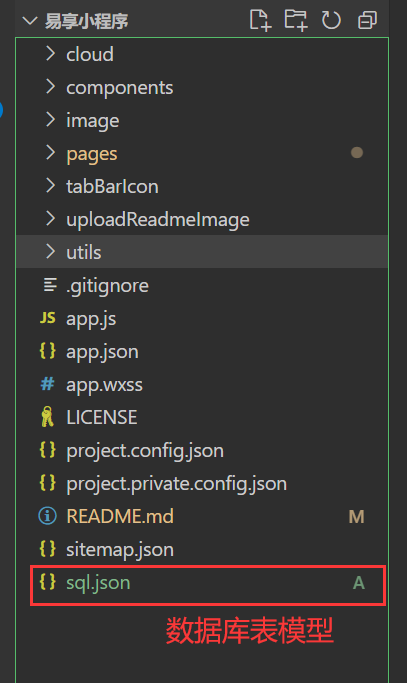 易享小程序
cloud
components
image
pages
tabBarIcon
uploadReadmeImage
utils
.gitignore
JS app.js
{} app.json
# app.wxss
LICENSE
{} project.config.json
{} project.private.config.json
README.md M
{} sitemap.json
{} sql.json A
数据库表模型